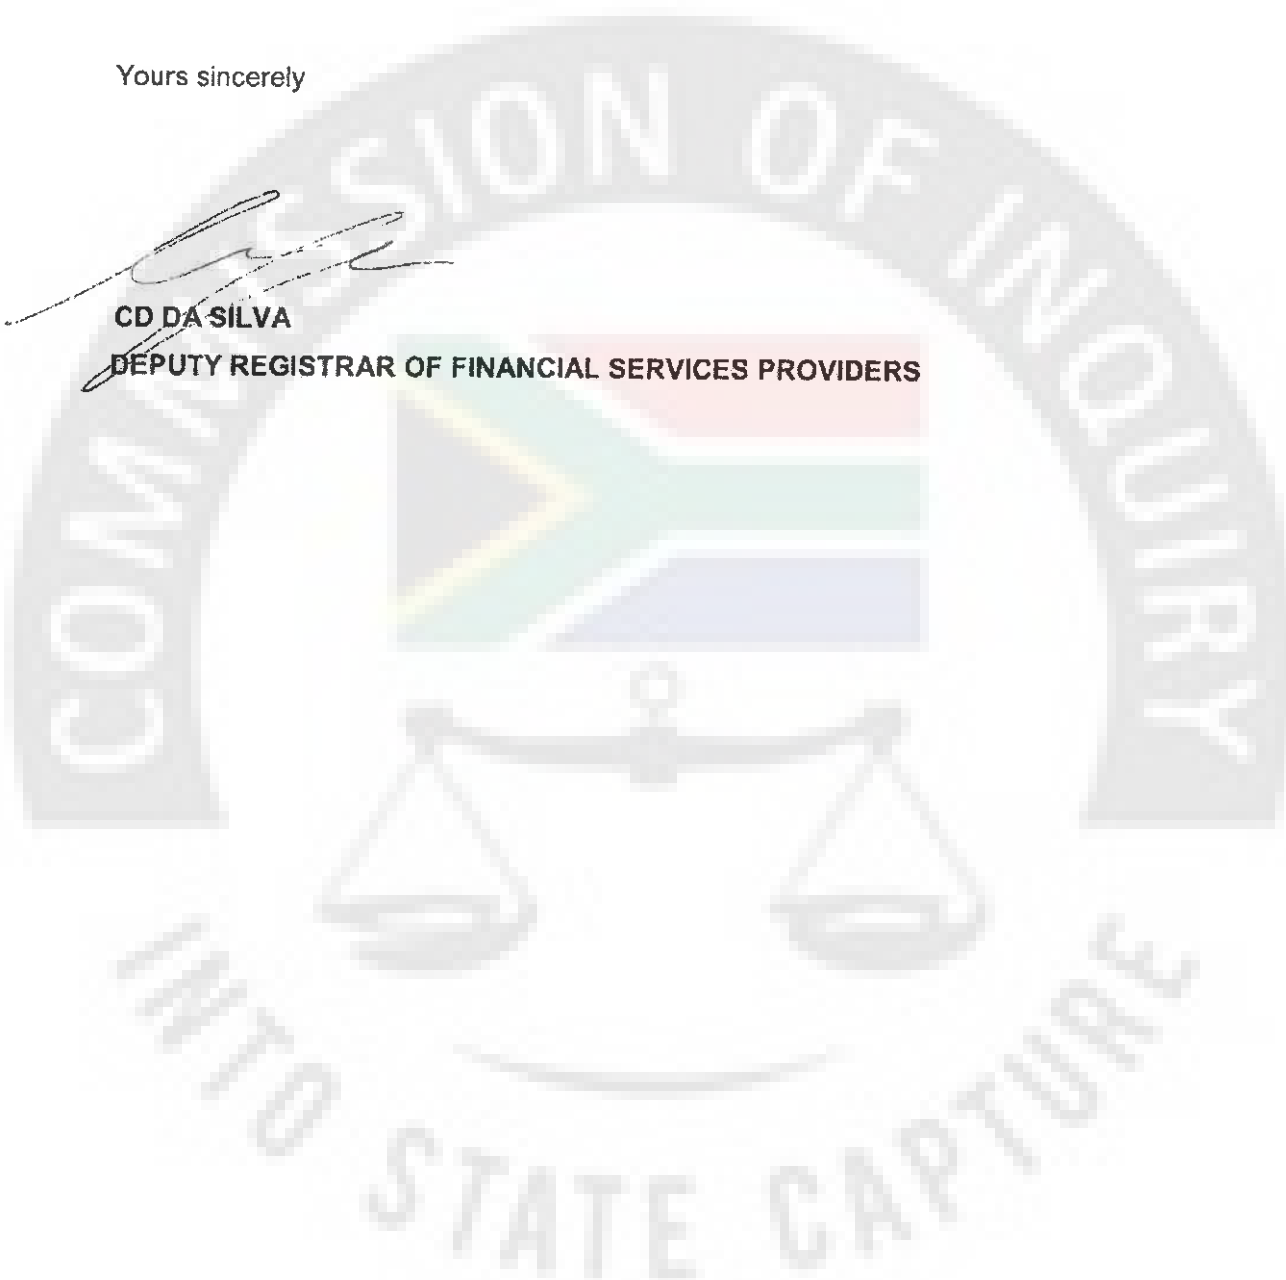 Yours sincerely
CD DA SILVA
DEPUTY REGISTRAR OF FINANCIAL SERVICES PROVIDERS
COMMISSION OF INQUIRY
INTO STATE CAPTURE